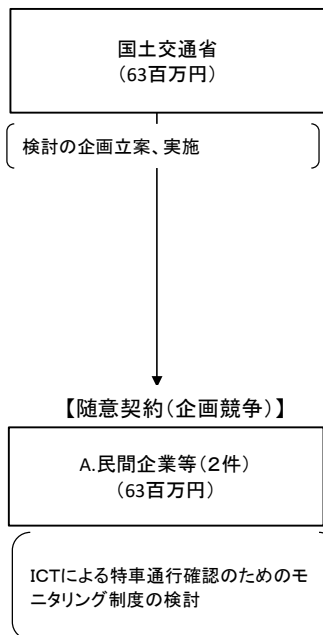 国土交通省
（63百万円）
検討の企画立案、実施
【随意契約（企画競争）】
A.民間企業等（２件）
（63百万円）
ICTによる特車通行確認のためのモ
ニタリング制度の検討